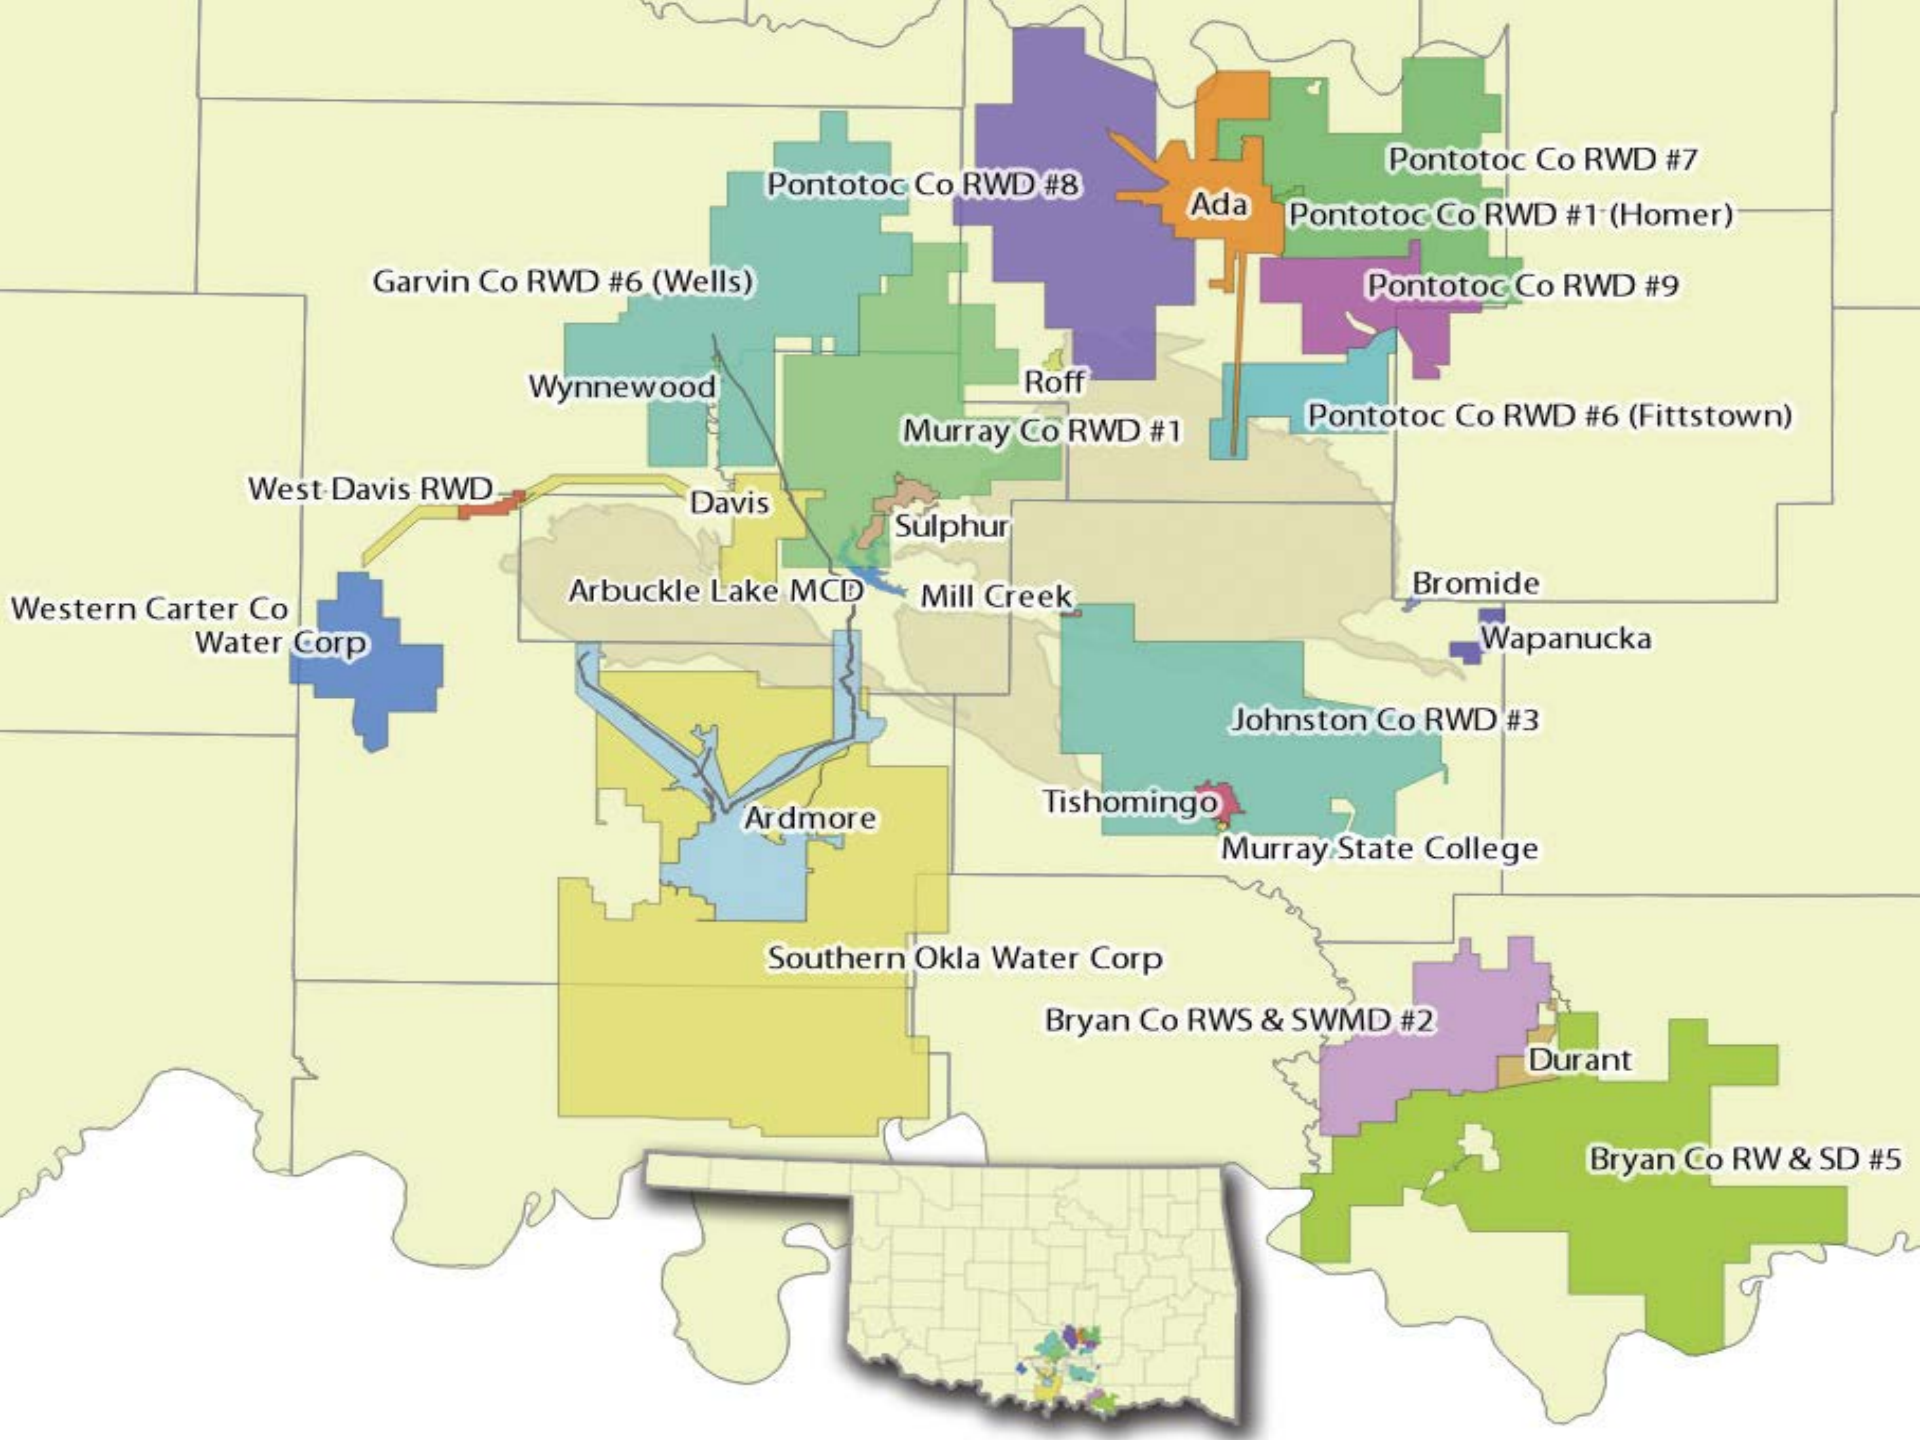 Pontotoc Co RWD #7
Pontotoc Co RWD #8
Ada
Pontotoc Co RWD #1 (Homer)
Garvin Co RWD #6 (Wells)
Pontotoc Co RWD #9
Wynnewood
Roff
Murray Co RWD #1
Pontotoc Co RWD #6 (Fittstown)
West Davis RWD
Davis
Sulphur
Arbuckle Lake MCD
Mill Creek
Bromide
Western Carter Co
Water Corp
Wapanucka
Johnston Co RWD #3
Tishomingo
Ardmore
Murray State College
Southern Okla Water Corp
Bryan Co RWS & SWMD #2
Durant
Bryan Co RW & SD #5